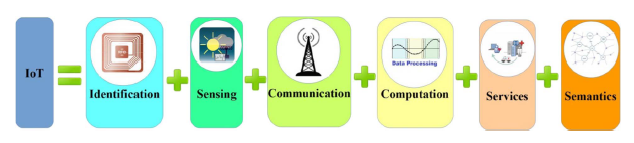 IoT
Identification
Sensing
Communication
Data Processing
Computation
Services
Semantics